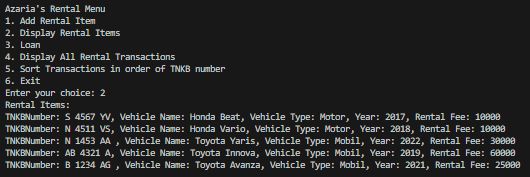 Azaria's Rental Menu
1. Add Rental Item
2. Display Rental Items
3. Loan
4. Display All Rental Transactions
5. Sort Transactions in order of TNKB number
6. Exit
Enter your choice: 2
Rental Items:
TNKBNumber: S 4567 YV, Vehicle Name: Honda Beat, Vehicle Type: Motor, Year: 2017, Rental Fee: 10000
TNKBNumber: N 4511 VS, Vehicle Name: Honda Vario, Vehicle Type: Motor, Year: 2018, Rental Fee: 10000
TNKBNumber: N 1453 AA , Vehicle Name: Toyota Yaris, Vehicle Type: Mobil, Year: 2022, Rental Fee: 30000
TNKBNumber: AB 4321 A, Vehicle Name: Toyota Innova, Vehicle Type: Mobil, Year: 2019, Rental Fee: 60000
TNKBNumber: B 1234 AG , Vehicle Name: Toyota Avanza, Vehicle Type: Mobil, Year: 2021, Rental Fee: 25000